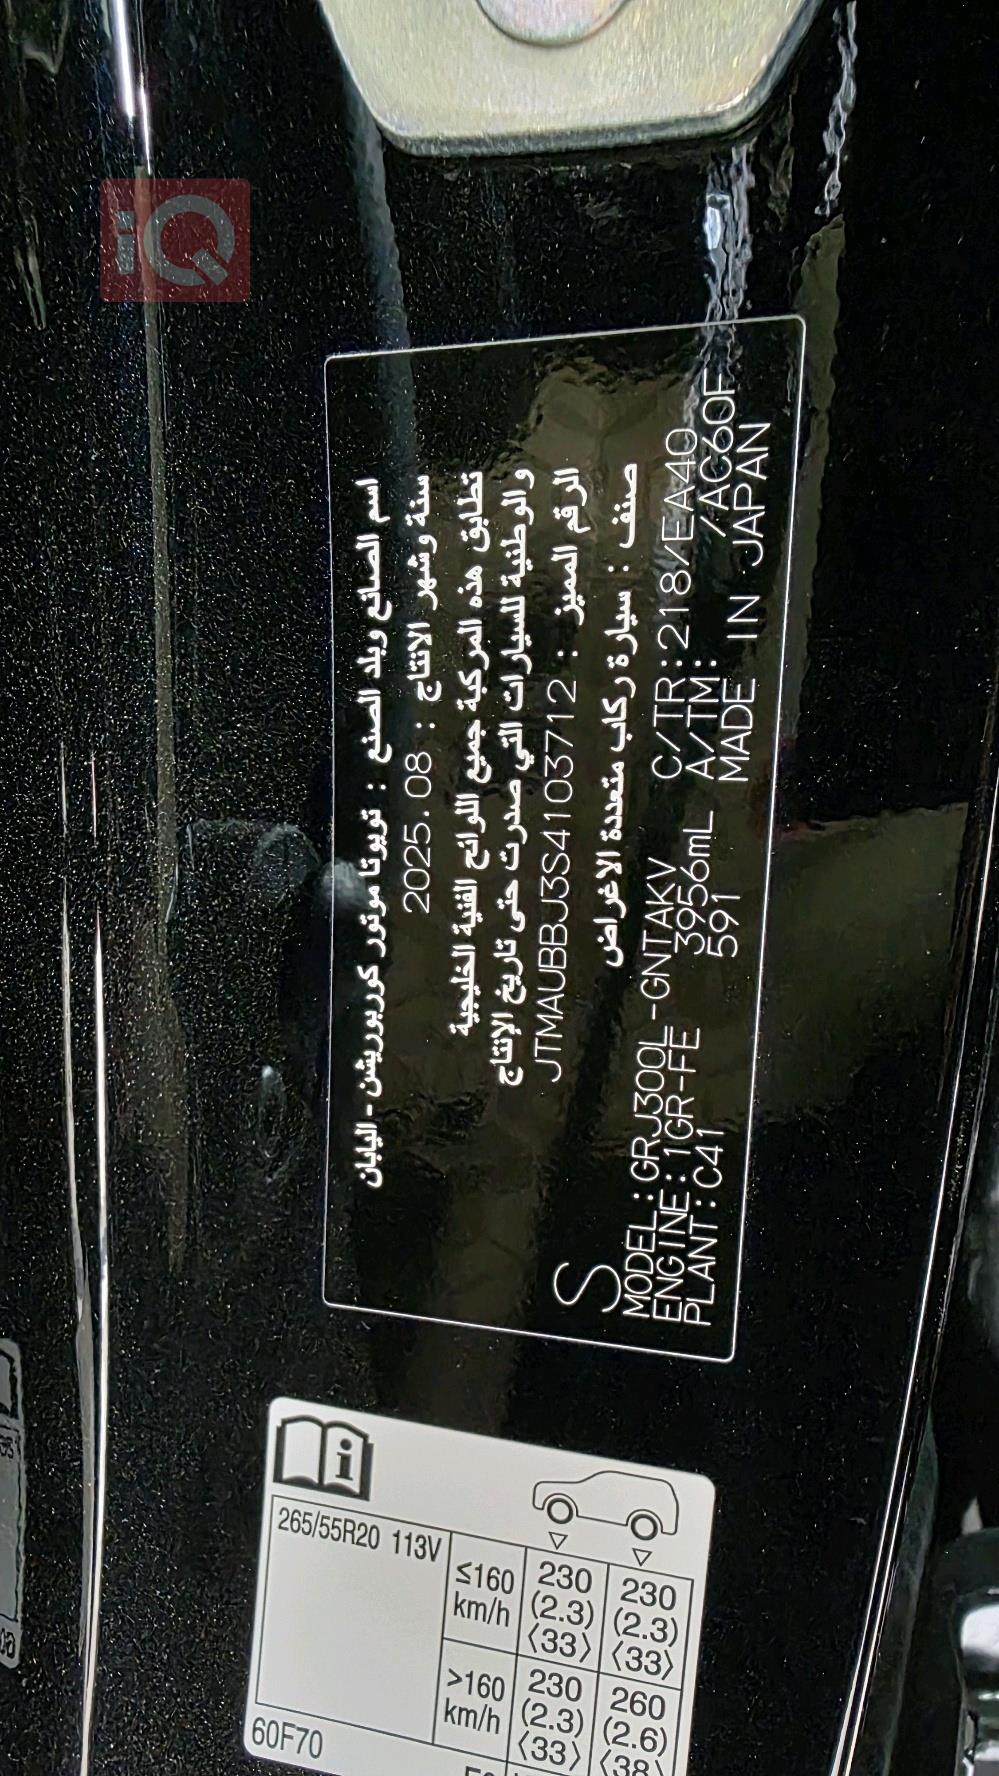 iQ
اسم الصانع وبلد الصنع : تويوتا موتور كوربوريشن - اليابان
سنة وشهر الانتاج : 2025.08
تطابق هذه المركبة جميع اللوائح الفنية الخليجية
والوطنية للسيارات التي صدرت حتى تاريخ الإنتاج
الرقم المميز : JTMAUBBJ3S4103712
صنف : سيارة ركاب متعددة الاغراض
S
MODEL:GRJ300L-GNTAKV C/TR:218/EA40
ENGINE:1GR-FE 3956mL A/TM: /AC60F
PLANT:C41 591 MADE IN JAPAN
265/55R20 113V
≤160 km/h 230 (2.3) ⟨33⟩ 230 (2.3) ⟨33⟩
>160 km/h 230 (2.3) ⟨33⟩ 260 (2.6) ⟨38⟩
60F70